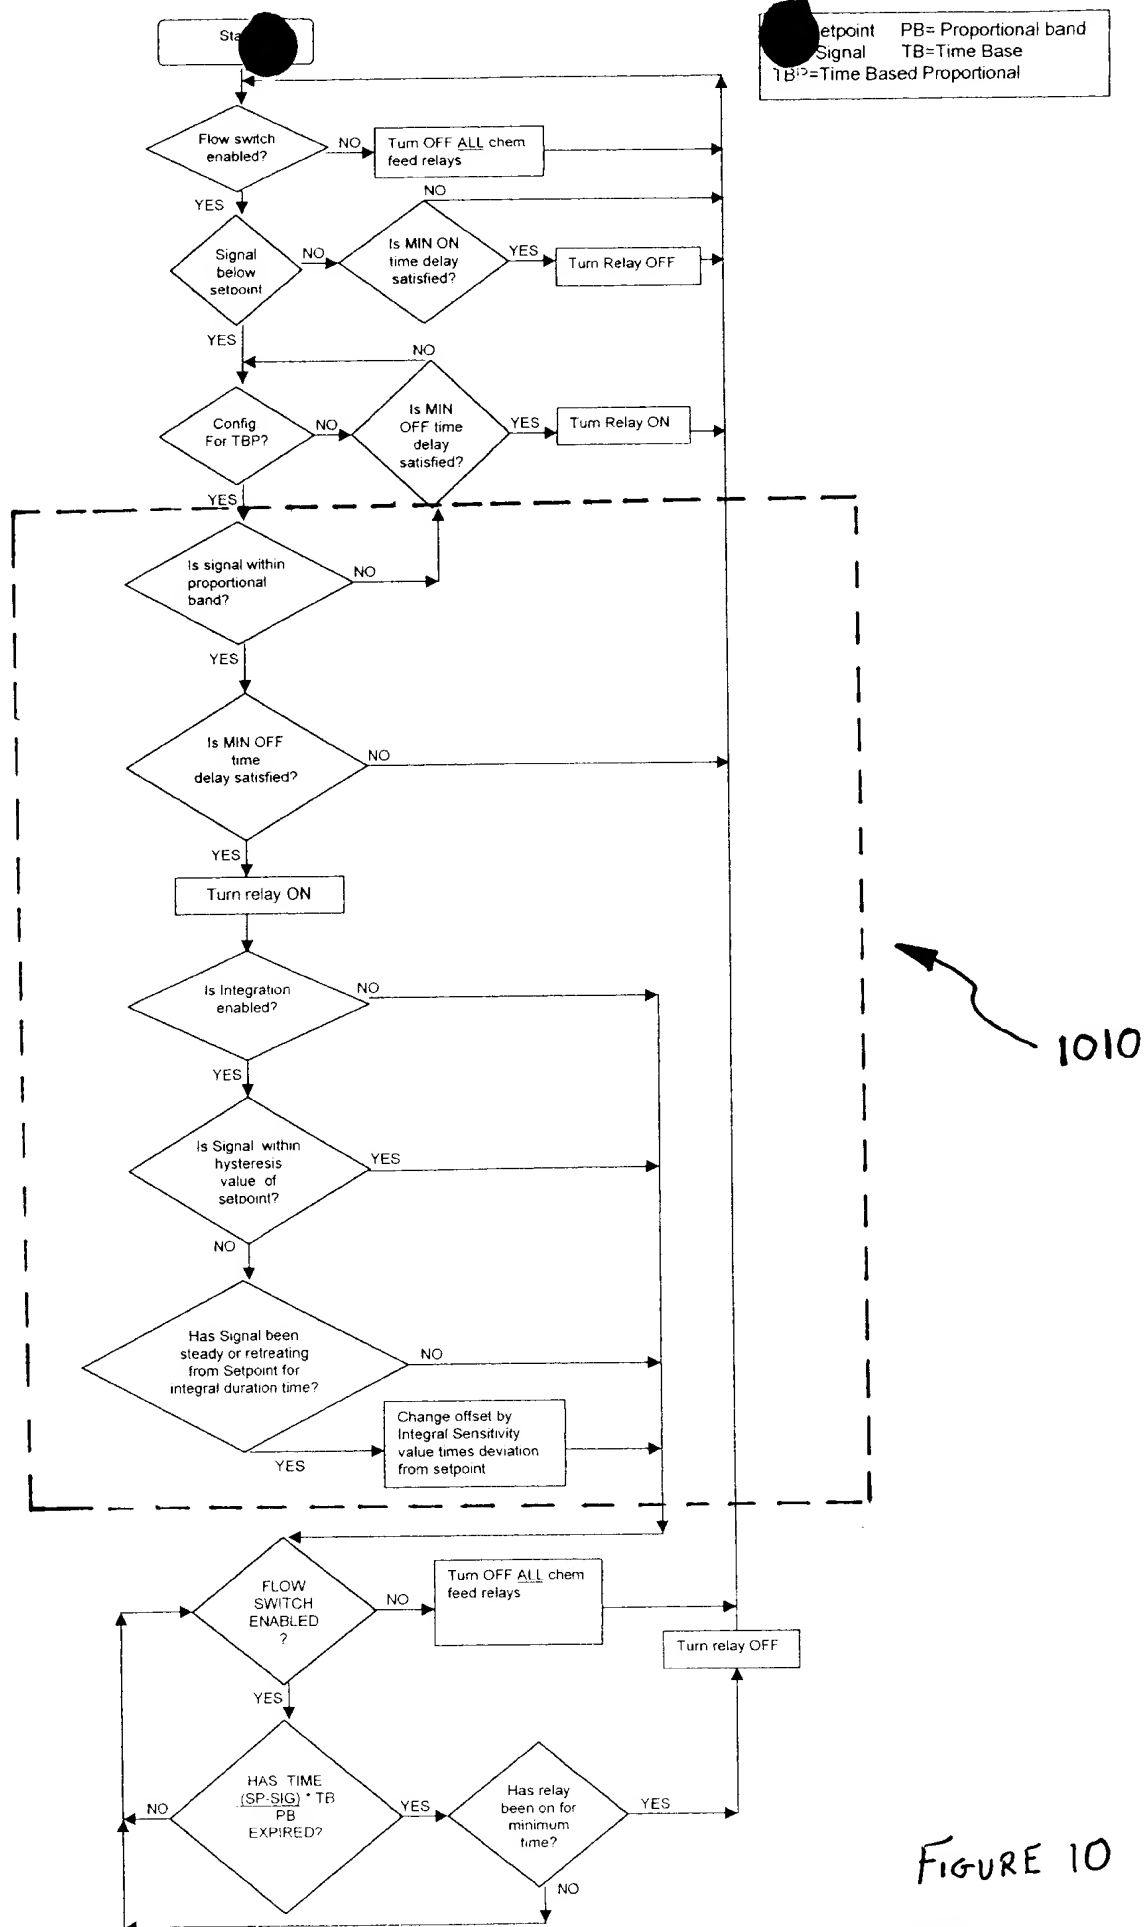 PB= Proportional band
Signal TB=Time Base
=Time Based Proportional
Flow switch
enabled?
NO
Turn OFF ALL chem
feed relays
YES
NO
Signal
below
setpoint
NO
Is MIN ON
time delay
satisfied?
YES
Turn Relay OFF
YES
NO
Config
For TBP?
NO
Is MIN
OFF time
delay
satisfied?
YES
Turn Relay ON
YES
Is signal within
proportional
band?
NO
YES
Is MIN OFF
time
delay satisfied?
NO
YES
Turn relay ON
Is Integration
enabled?
NO
1010
YES
Is Signal within
hysteresis
value of
setpoint?
YES
NO
Has Signal been
steady or retreating
from Setpoint for
integral duration time?
NO
Change offset by
Integral Sensitivity
value times deviation
from setpoint
YES
FLOW
SWITCH
ENABLED
?
NO
Turn OFF ALL chem
feed relays
Turn relay OFF
YES
HAS TIME
(SP-SIG) * TB
PB
EXPIRED?
NO
YES
Has relay
been on for
minimum
time?
YES
NO
FIGURE 10